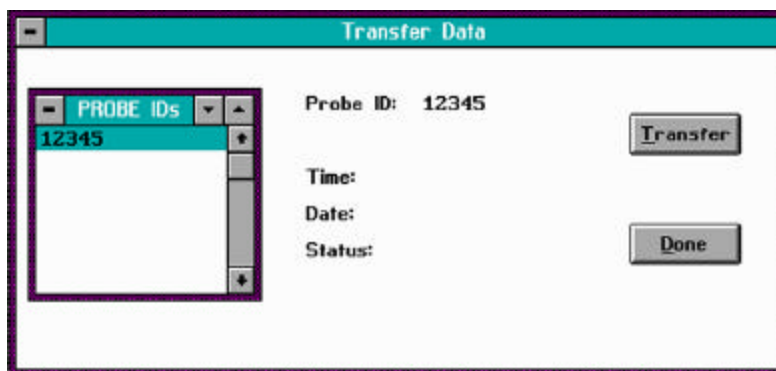 Transfer Data
PROBE IDs
12345
Probe ID: 12345
Time:
Date:
Status:
Transfer
Done